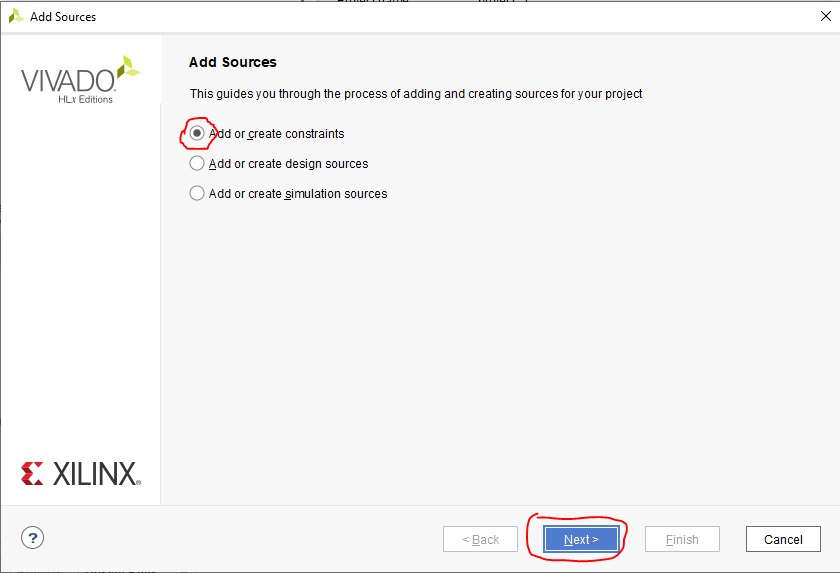 Add Sources
VIVADO
HLx Editions
Add Sources
This guides you through the process of adding and creating sources for your project
Add or create constraints
Add or create design sources
Add or create simulation sources
XILINX
?
< Back
Next >
Finish
Cancel